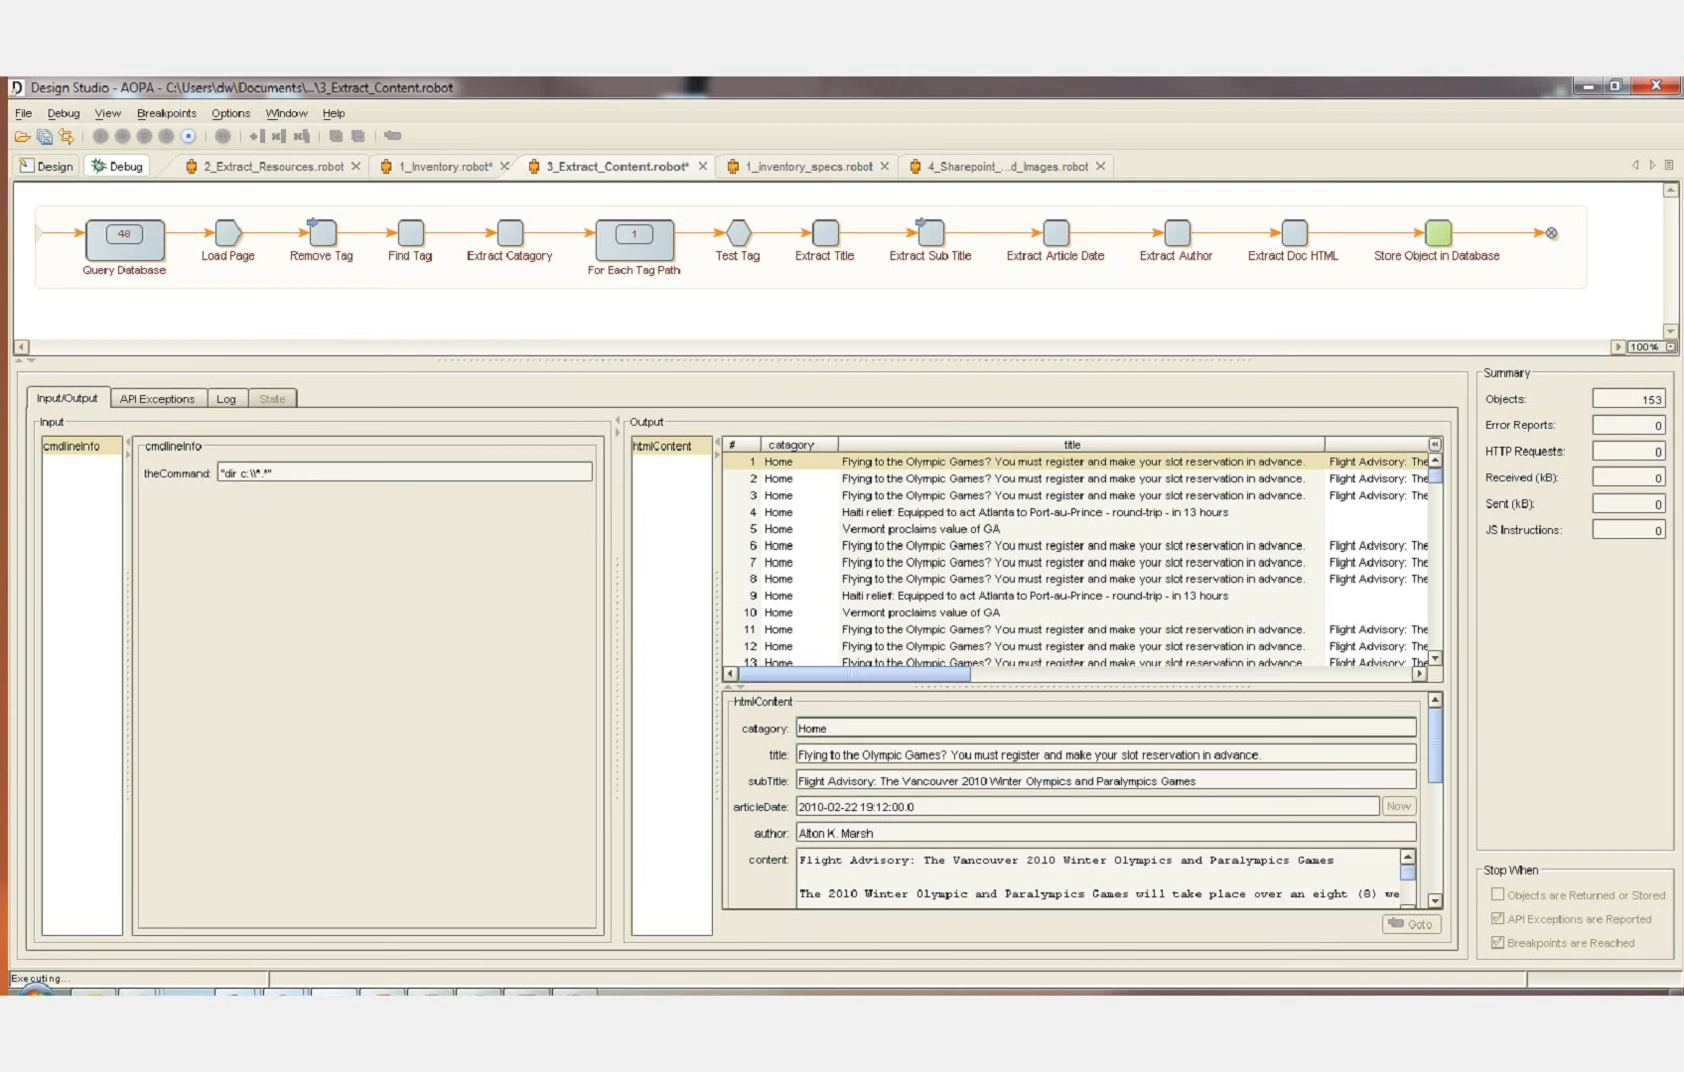 Design Studio - AOPA - C:\Users\dw\Documents\...\3_Extract_Content.robot
File Debug View Breakpoints Options Window Help
Design Debug 2_Extract_Resources.robot 1_Inventory.robot* 3_Extract_Content.robot* 1_inventory_specs.robot 4_Sharepoint_...d_Images.robot
48 1
Query Database Load Page Remove Tag Find Tag Extract Catagory For Each Tag Path Test Tag Extract Title Extract Sub Title Extract Article Date Extract Author Extract Doc HTML Store Object in Database
100%
Input/Output API Exceptions Log State
Input
cmdlineInfo
cmdlineInfo
theCommand: "dir c:\\*.*"
Output
htmlContent
# catagory title
1 Home Flying to the Olympic Games? You must register and make your slot reservation in advance. Flight Advisory: The
2 Home Flying to the Olympic Games? You must register and make your slot reservation in advance. Flight Advisory: The
3 Home Flying to the Olympic Games? You must register and make your slot reservation in advance. Flight Advisory: The
4 Home Haiti relief: Equipped to act Atlanta to Port-au-Prince - round-trip - in 13 hours
5 Home Vermont proclaims value of GA
6 Home Flying to the Olympic Games? You must register and make your slot reservation in advance. Flight Advisory: The
7 Home Flying to the Olympic Games? You must register and make your slot reservation in advance. Flight Advisory: The
8 Home Flying to the Olympic Games? You must register and make your slot reservation in advance. Flight Advisory: The
9 Home Haiti relief: Equipped to act Atlanta to Port-au-Prince - round-trip - in 13 hours
10 Home Vermont proclaims value of GA
11 Home Flying to the Olympic Games? You must register and make your slot reservation in advance. Flight Advisory: The
12 Home Flying to the Olympic Games? You must register and make your slot reservation in advance. Flight Advisory: The
13 Home Flying to the Olympic Games? You must register and make your slot reservation in advance. Flight Advisory: The
htmlContent
catagory: Home
title: Flying to the Olympic Games? You must register and make your slot reservation in advance.
subTitle: Flight Advisory: The Vancouver 2010 Winter Olympics and Paralympics Games
articleDate: 2010-02-22 19:12:00.0 Now
author: Alton K. Marsh
content: Flight Advisory: The Vancouver 2010 Winter Olympics and Paralympics Games
The 2010 Winter Olympic and Paralympics Games will take place over an eight (8) we
Goto
Summary
Objects: 153
Error Reports: 0
HTTP Requests: 0
Received (kB): 0
Sent (kB): 0
JS Instructions: 0
Stop When
Objects are Returned or Stored
API Exceptions are Reported
Breakpoints are Reached
Executing...